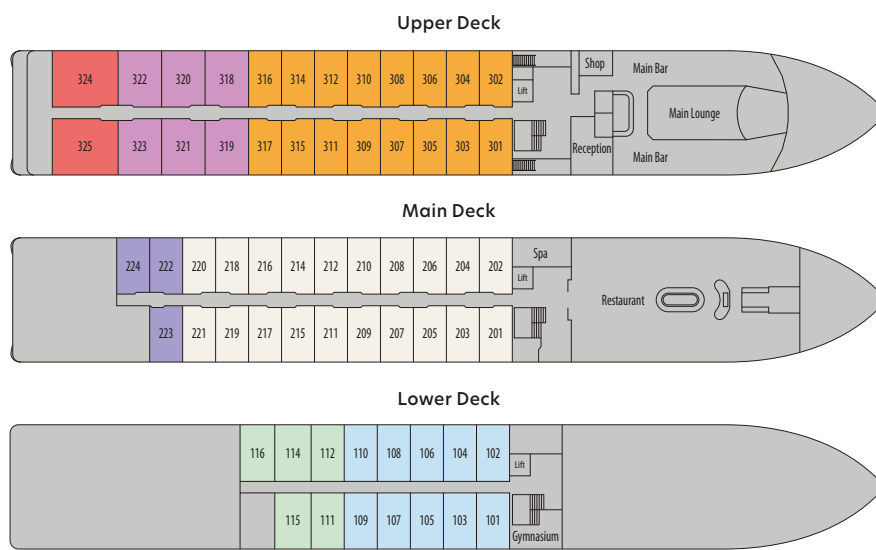 Upper Deck
324 322 320 318 316 314 312 310 308 306 304 302
Lift
Shop
Main Bar
Main Lounge
325 323 321 319 317 315 311 309 307 305 303 301
Reception
Main Bar
Main Deck
224 222 220 218 216 214 212 210 208 206 204 202
Spa
Lift
Restaurant
223 221 219 217 215 211 209 207 205 203 201
Lower Deck
116 114 112 110 108 106 104 102
Lift
115 111 109 107 105 103 101
Gymnasium